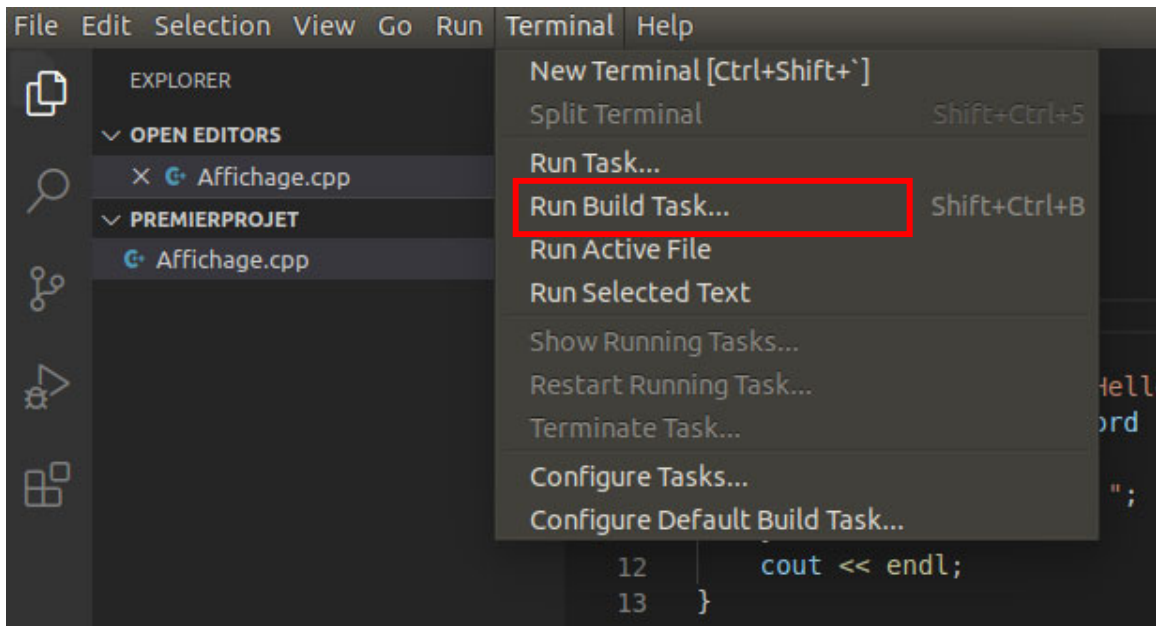 File Edit Selection View Go Run Terminal Help
EXPLORER
OPEN EDITORS
Affichage.cpp
PREMIERPROJET
Affichage.cpp
New Terminal [Ctrl+Shift+`]
Split Terminal Shift+Ctrl+5
Run Task...
Run Build Task... Shift+Ctrl+B
Run Active File
Run Selected Text
Show Running Tasks...
Restart Running Task...
Terminate Task...
Configure Tasks...
Configure Default Build Task...
";
12 cout << endl;
13 }